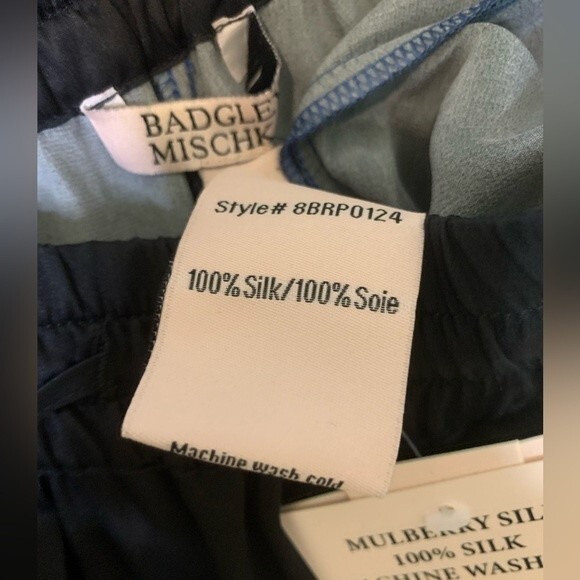 BADGLE
MISCHK
Style# 8BRP0124
100% Silk/100% Soie
Machine wash cold
MULBERRY SIL
100% SILK
ACHINE WASH